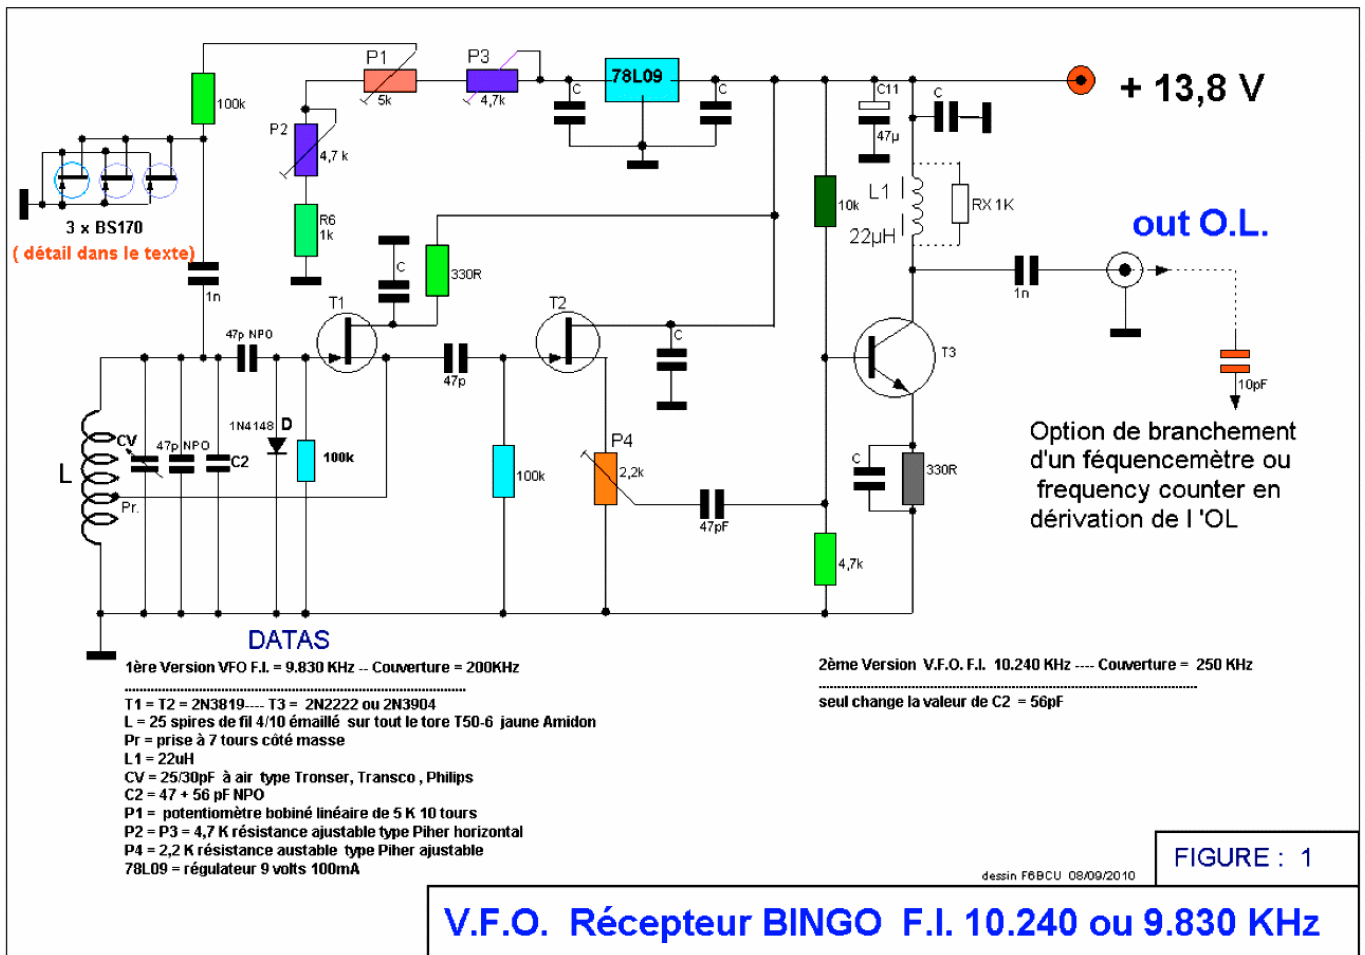 P1
5k
P3
4,7k
78L09
C
C
C11
47µ
C
+ 13,8 V
100k
P2
4,7 k
R6
1k
3 x BS170
( détail dans le texte)
1n
C
330R
10k
L1
22µH
RX 1K
out O.L.
1n
T1
T2
T3
C
47p NPO
47p
10pF
1N4148 D
CV
47p NPO
C2
100k
L
Pr.
100k
P4
2,2k
47pF
C
330R
4,7k
Option de branchement
d'un féquencemètre ou
frequency counter en
dérivation de l 'OL
DATAS
1ère Version VFO F.I. = 9.830 KHz -- Couverture = 200KHz
T1 = T2 = 2N3819---- T3 = 2N2222 ou 2N3904
L = 25 spires de fil 4/10 émaillé sur tout le tore T50-6 jaune Amidon
Pr = prise à 7 tours côté masse
L1 = 22uH
CV = 25/30pF à air type Tronser, Transco , Philips
C2 = 47 + 56 pF NPO
P1 = potentiomètre bobiné linéaire de 5 K 10 tours
P2 = P3 = 4,7 K résistance ajustable type Piher horizontal
P4 = 2,2 K résistance austable type Piher ajustable
78L09 = régulateur 9 volts 100mA
2ème Version V.F.O. F.I. 10.240 KHz ---- Couverture = 250 KHz
seul change la valeur de C2 = 56pF
dessin F6BCU 08/09/2010
FIGURE : 1
V.F.O. Récepteur BINGO F.I. 10.240 ou 9.830 KHz